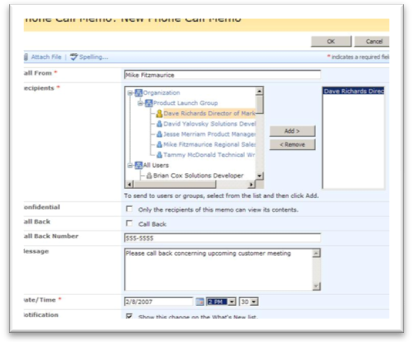 Phone Call Memo: New Phone Call Memo
OK Cancel
Attach File | Spelling... * indicates a required fiel
all From * Mike Fitzmaurice
ecipients *
Organization
Product Launch Group
Dave Richards Director of Mark
David Yalovsky Solutions Devel
Jesse Merriam Product Manager
Mike Fitzmaurice Regional Sales
Tammy McDonald Technical Wr
All Users
Brian Cox Solutions Developer
Add >
< Remove
Dave Richards Direc
To send to users or groups, select from the list and then click Add.
onfidential Only the recipients of this memo can view its contents.
all Back Call Back
all Back Number 555-5555
lessage Please call back concerning upcoming customer meeting
ate/Time * 2/8/2007 2 PM 30
otification Show this change on the What's New list